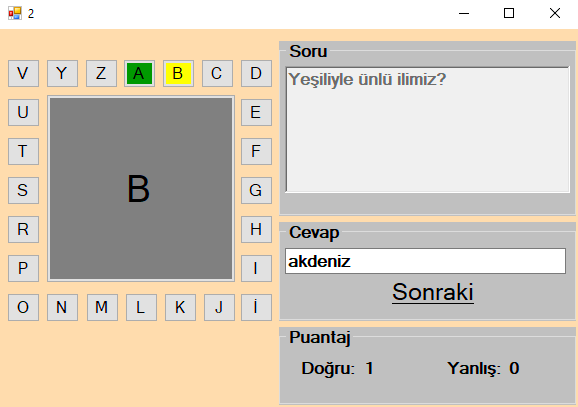 2
V Y Z A B C D
U E
T F
S G
R H
P I
O N M L K J İ
B
Soru
Yeşiliyle ünlü ilimiz?
Cevap
akdeniz
Sonraki
Puantaj
Doğru: 1 Yanlış: 0